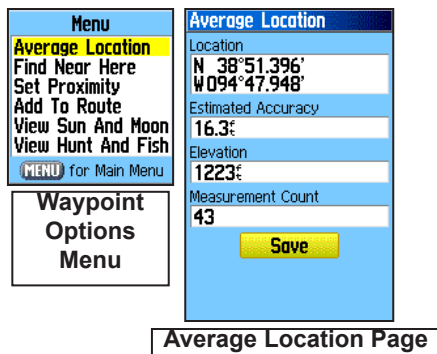 Menu
Average Location
Find Near Here
Set Proximity
Add To Route
View Sun And Moon
View Hunt And Fish
MENU for Main Menu
Waypoint
Options
Menu
Average Location
Location
N 38°51.396'
W094°47.948'
Estimated Accuracy
16.3ft
Elevation
1223ft
Measurement Count
43
Save
Average Location Page